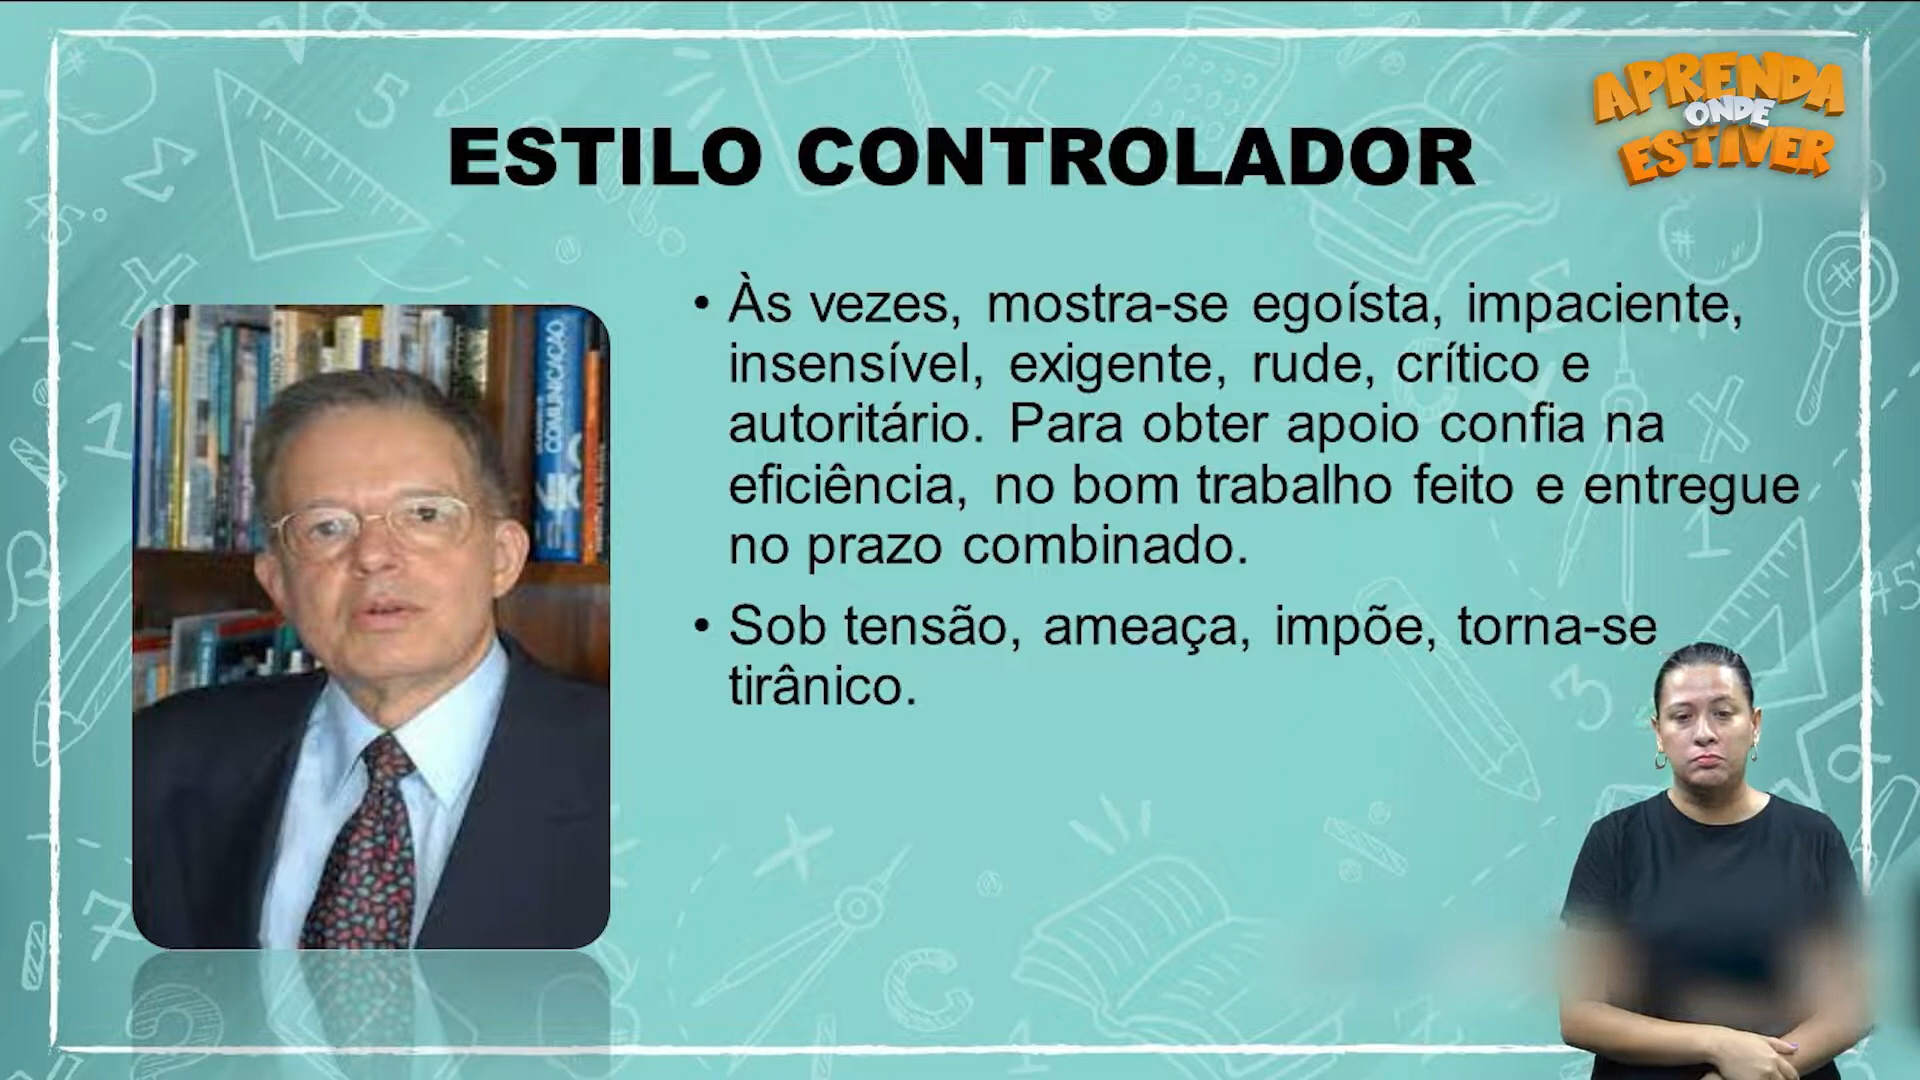 APRENDA
ONDE
ESTIVER
ESTILO CONTROLADOR
• Às vezes, mostra-se egoísta, impaciente,
insensível, exigente, rude, crítico e
autoritário. Para obter apoio confia na
eficiência, no bom trabalho feito e entregue
no prazo combinado.
• Sob tensão, ameaça, impõe, torna-se
tirânico.
COMUNICAÇÃO